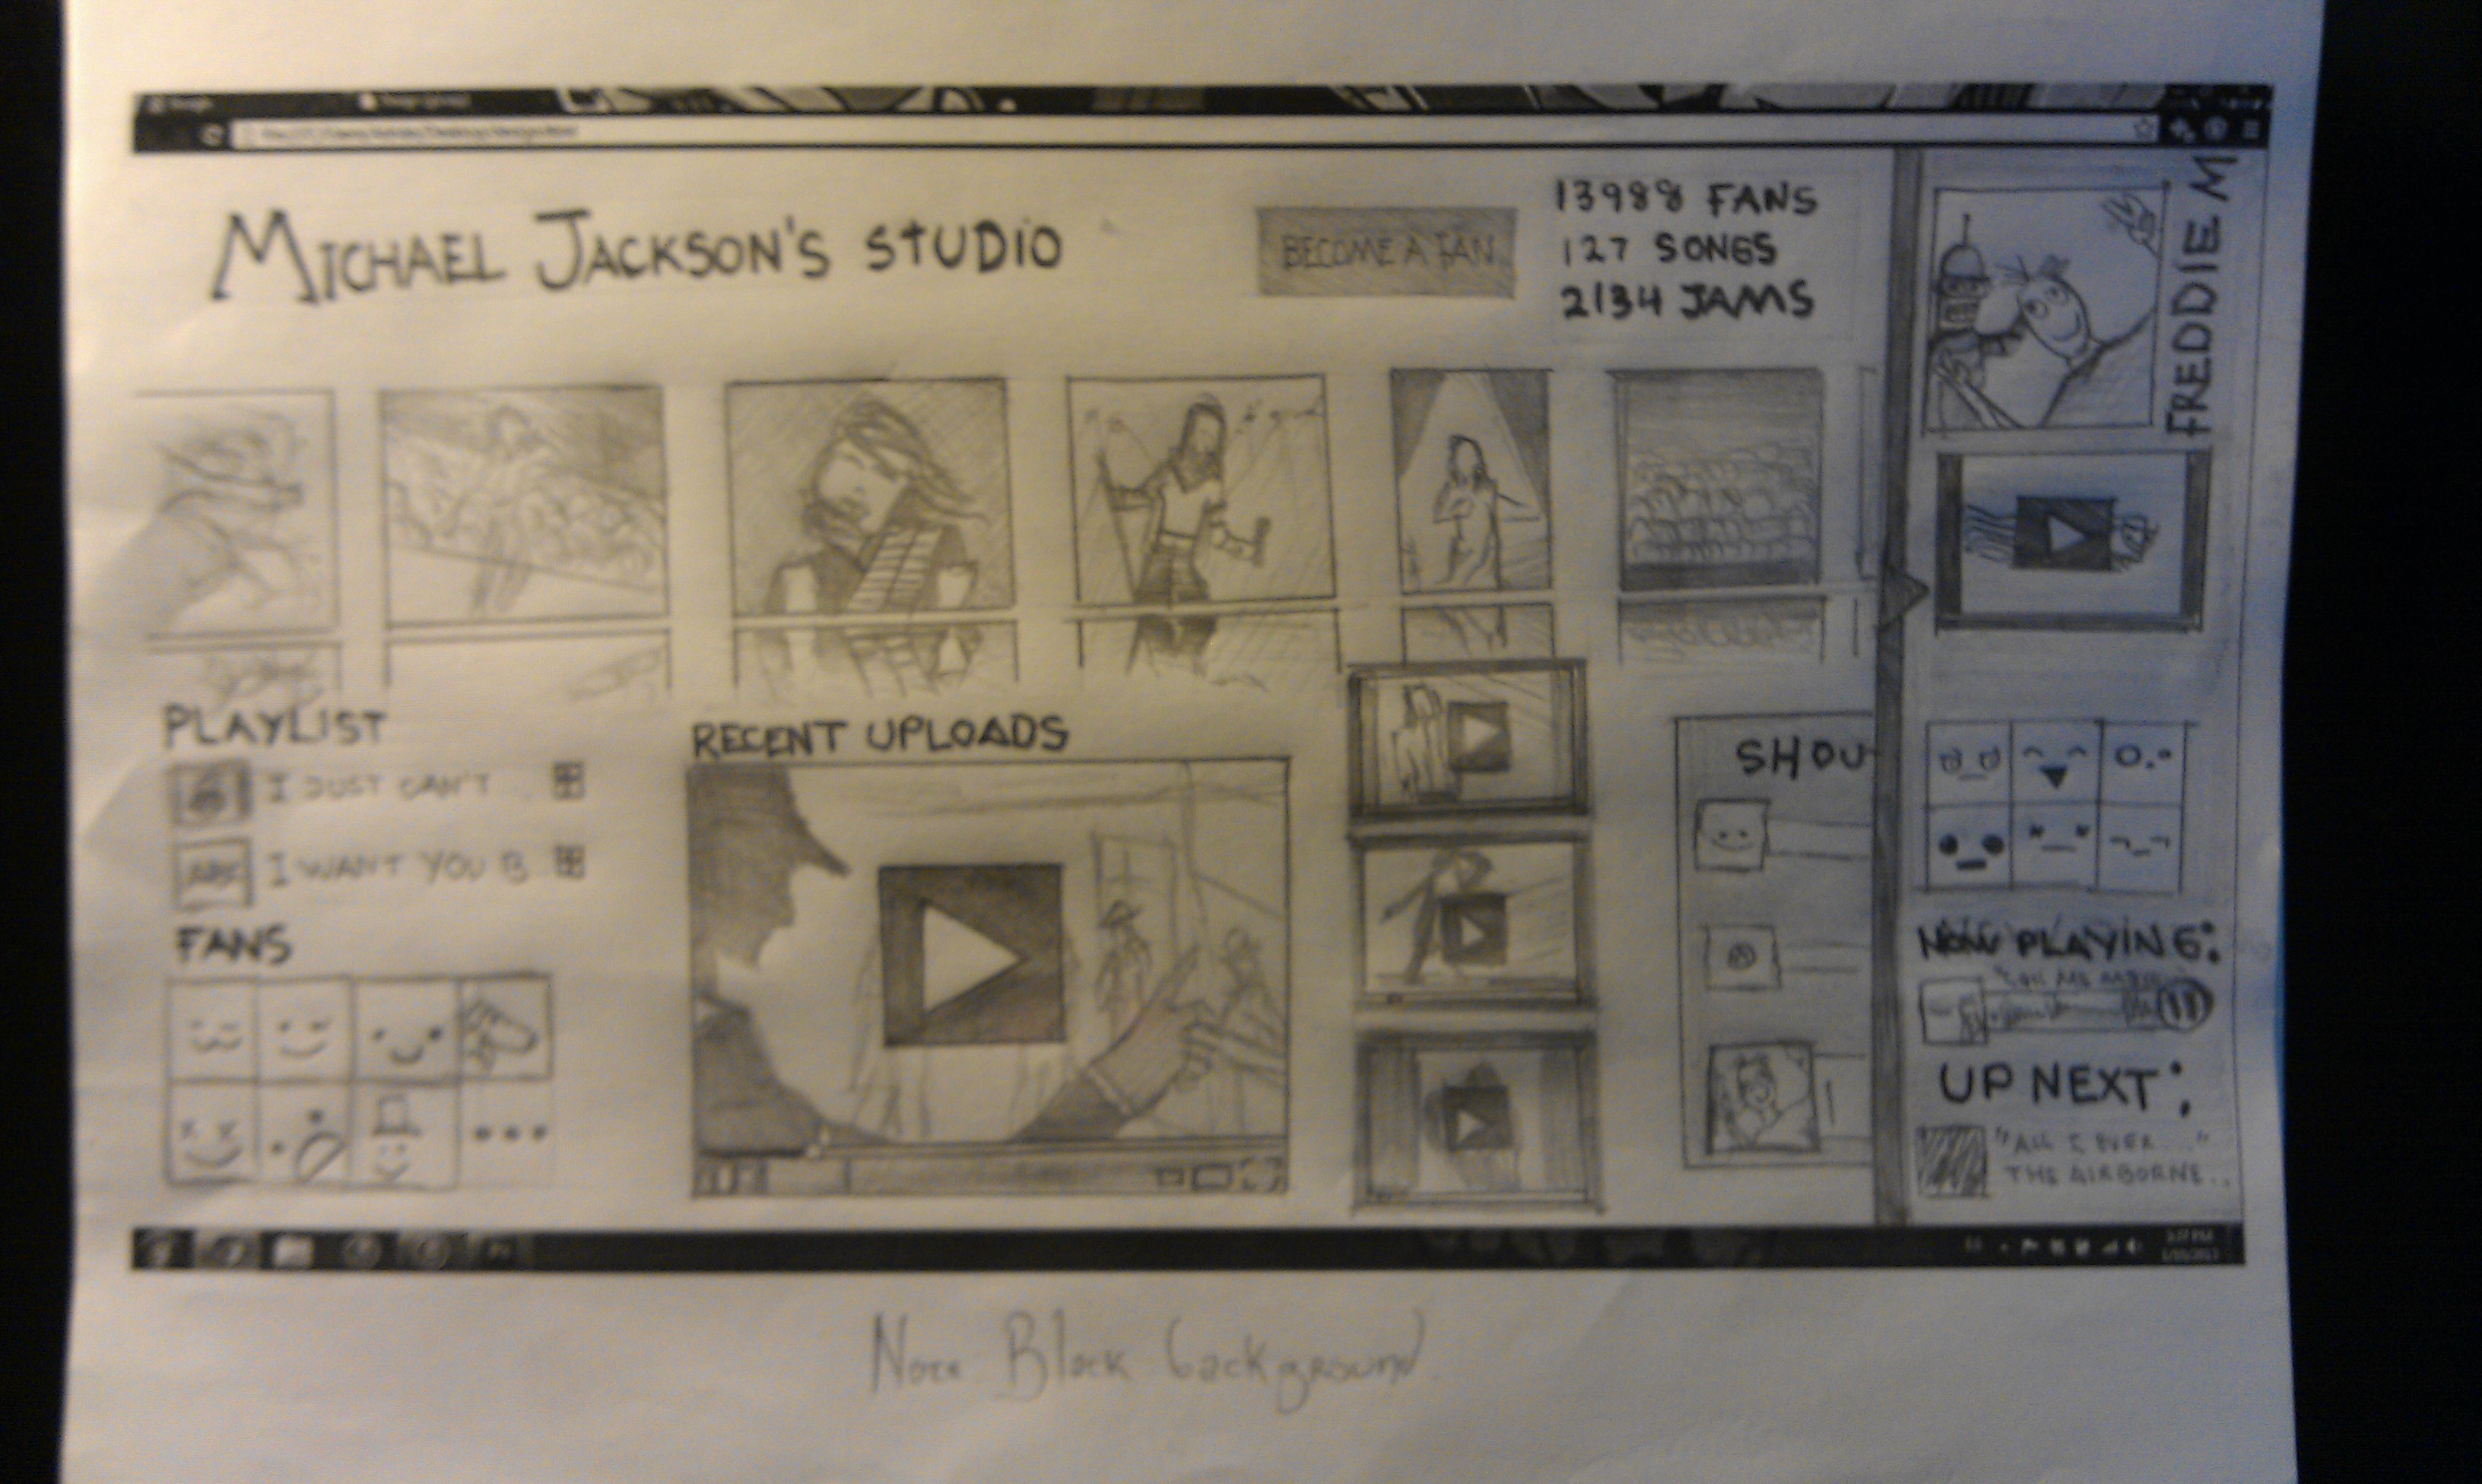 MICHAEL JACKSON'S STUDIO
BECOME A FAN
13988 FANS
127 SONGS
2134 JAMS
FREDDIE M
PLAYLIST
I JUST CAN'T ...
I WANT YOU B
FANS
...
RECENT UPLOADS
SHOU
NOW PLAYING:
UP NEXT:
"ALL I EVER ..."
THE AIRBORNE...
Note: Black background.